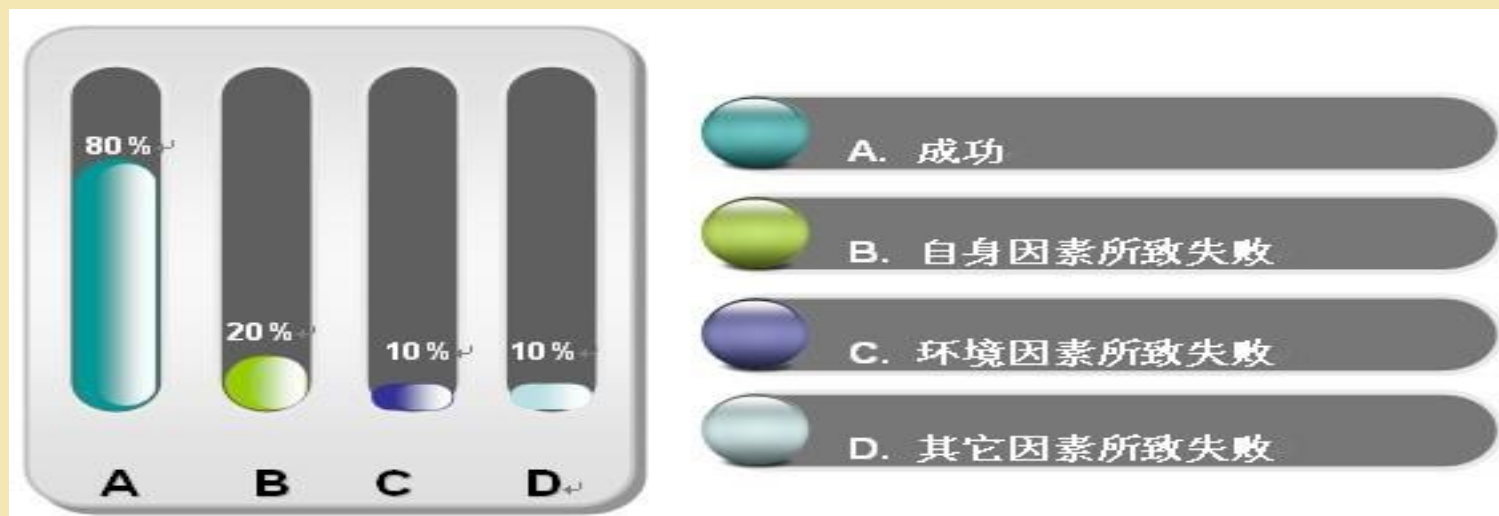 80 %
20 %
10 %
10 %
A
B
C
D
A. 成功
B. 自身因素所致失败
C. 环境因素所致失败
D. 其它因素所致失败